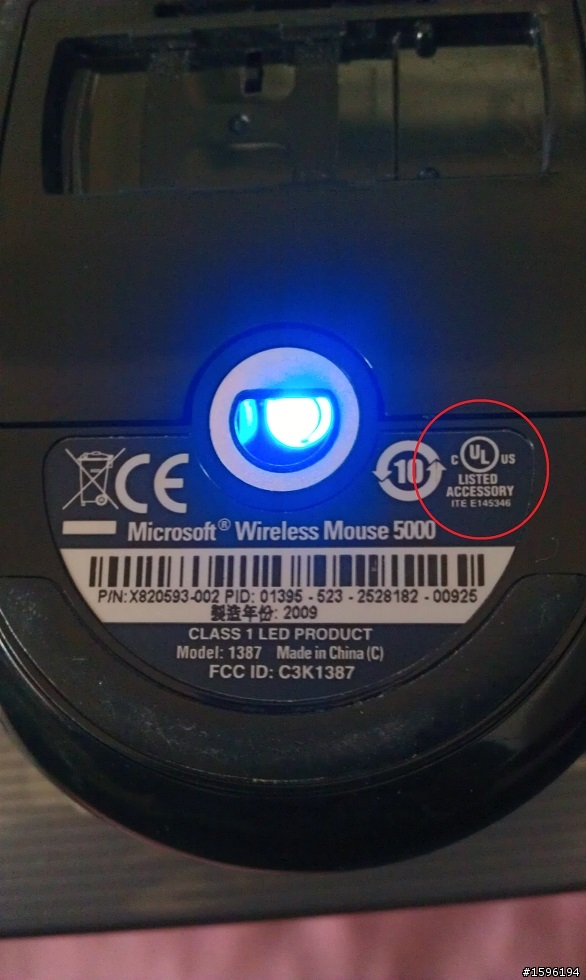 CE
10
C UL US
LISTED
ACCESSORY
ITE E145346
Microsoft® Wireless Mouse 5000
P/N: X820593-002 PID: 01395 - 523 - 2528182 - 00925
製造年份: 2009
CLASS 1 LED PRODUCT
Model: 1387 Made in China (C)
FCC ID: C3K1387
#1596194